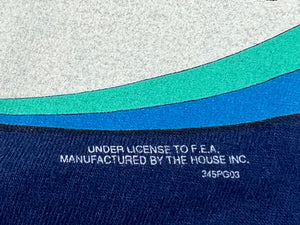 UNDER LICENSE TO F.E.A.
MANUFACTURED BY THE HOUSE INC.
345PG03